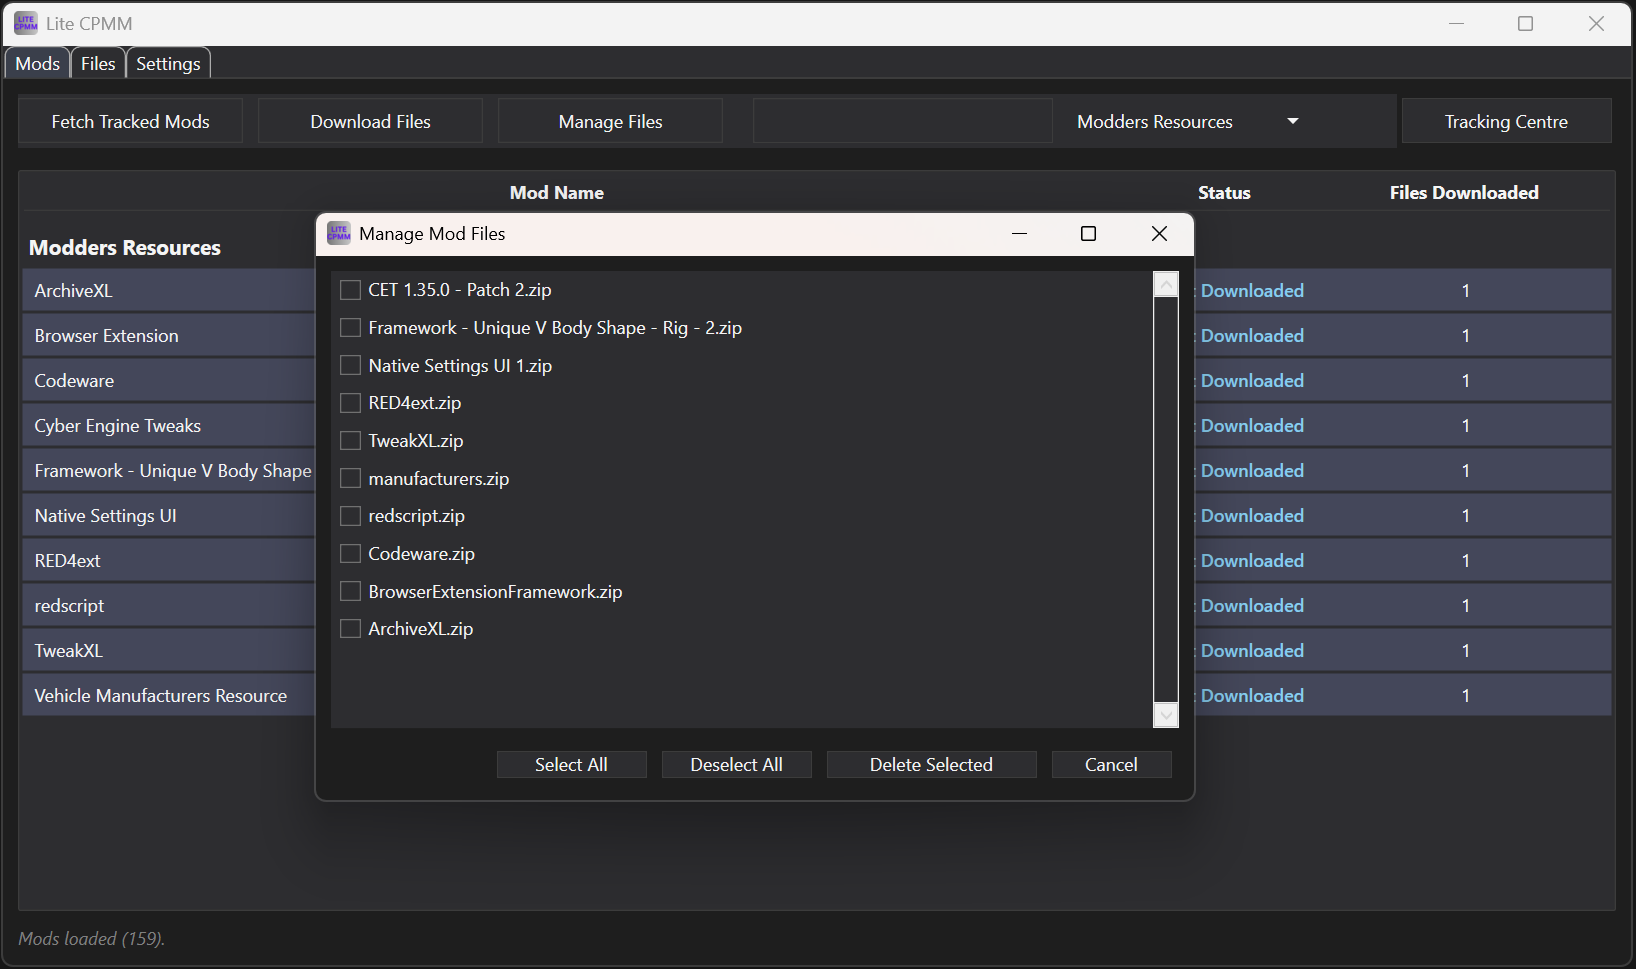 LITE CPMM Lite CPMM
Mods Files Settings
Fetch Tracked Mods Download Files Manage Files Modders Resources Tracking Centre
Mod Name Status Files Downloaded
Modders Resources
ArchiveXL : Downloaded 1
Browser Extension : Downloaded 1
Codeware : Downloaded 1
Cyber Engine Tweaks : Downloaded 1
Framework - Unique V Body Shape : Downloaded 1
Native Settings UI : Downloaded 1
RED4ext : Downloaded 1
redscript : Downloaded 1
TweakXL : Downloaded 1
Vehicle Manufacturers Resource : Downloaded 1
LITE CPMM Manage Mod Files
CET 1.35.0 - Patch 2.zip
Framework - Unique V Body Shape - Rig - 2.zip
Native Settings UI 1.zip
RED4ext.zip
TweakXL.zip
manufacturers.zip
redscript.zip
Codeware.zip
BrowserExtensionFramework.zip
ArchiveXL.zip
Select All Deselect All Delete Selected Cancel
Mods loaded (159).